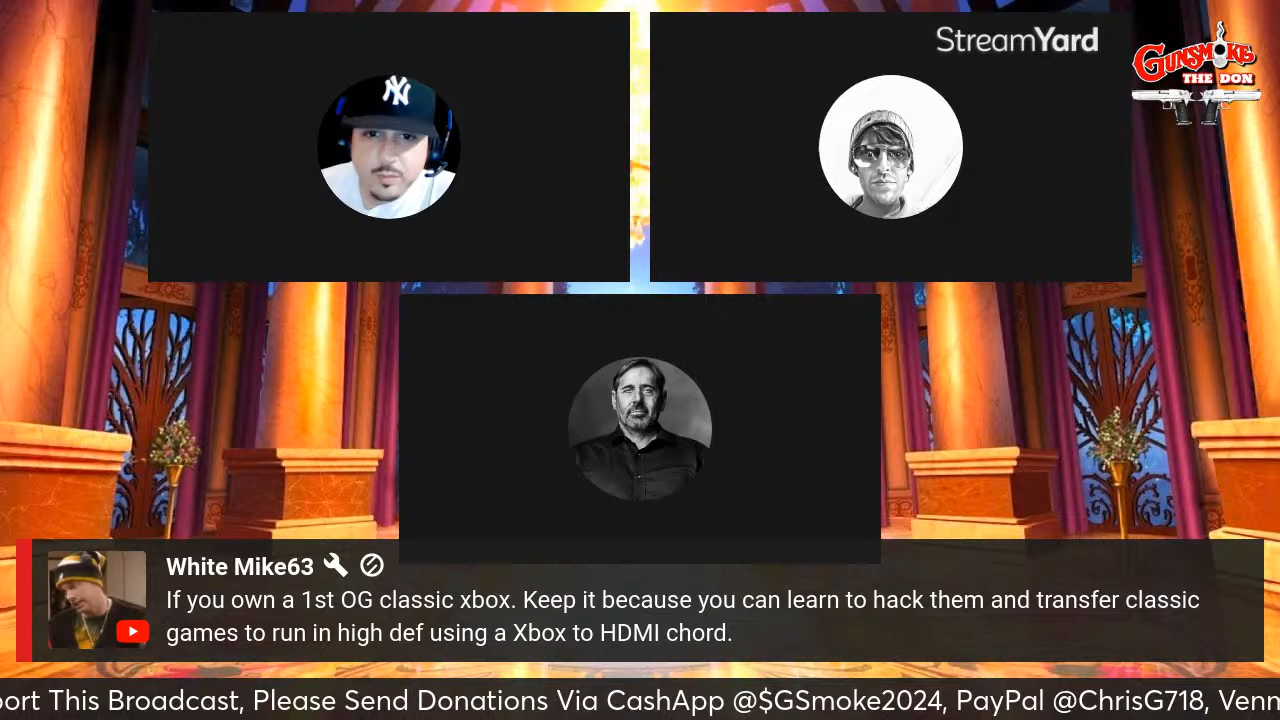 StreamYard
GUNSMOKE
THE DON
White Mike63
If you own a 1st OG classic xbox. Keep it because you can learn to hack them and transfer classic
games to run in high def using a Xbox to HDMI chord.
ort This Broadcast, Please Send Donations Via CashApp @$GSmoke2024, PayPal @ChrisG718, Venn